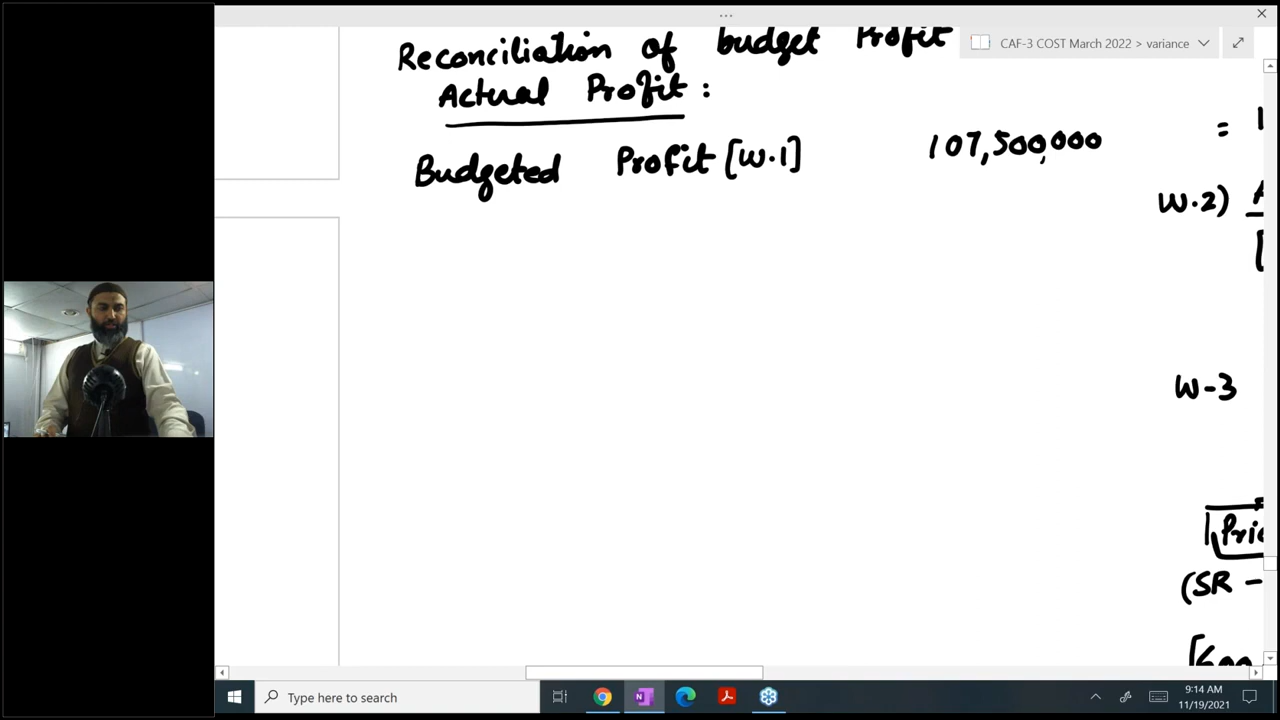 CAF-3 COST March 2022 > variance
Reconciliation of budget Profit
Actual Profit :
Budgeted Profit [W.1] 107,500,000
=
W.2)
W-3
(SR -
Type here to search
9:14 AM
11/19/2021